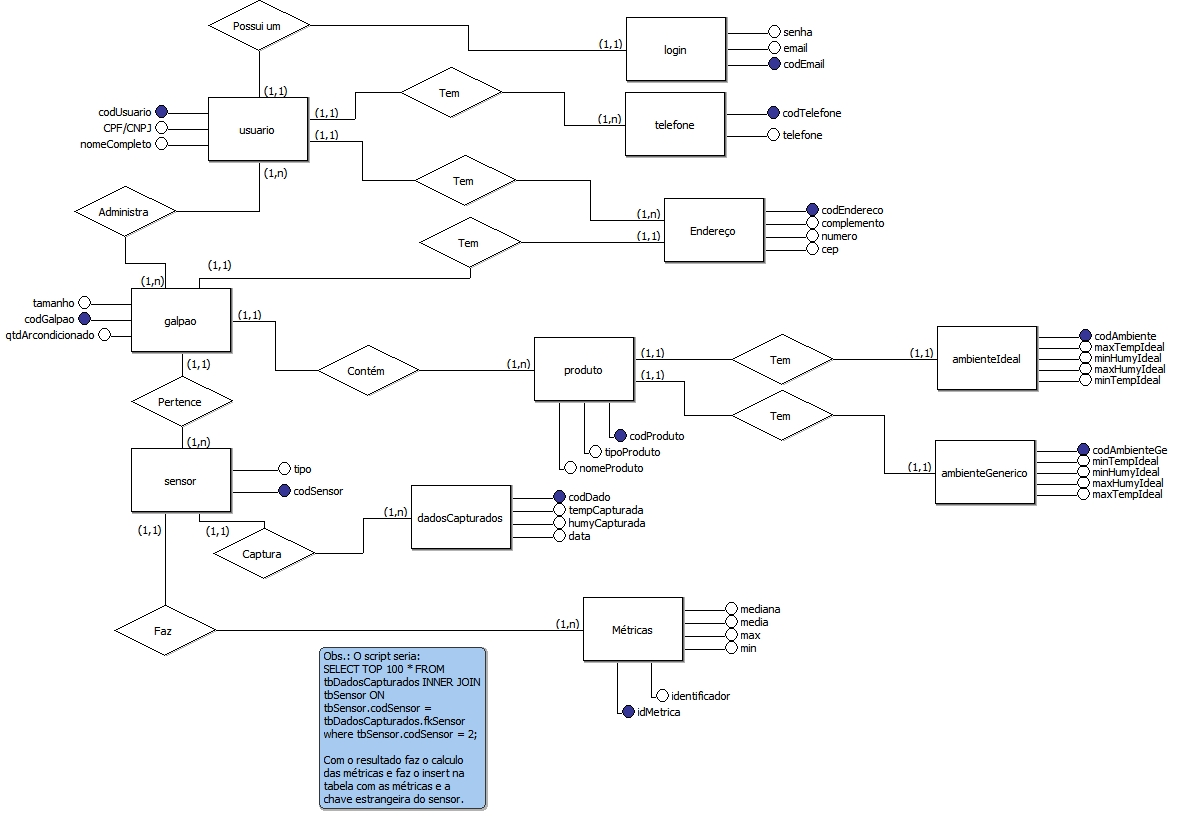 Possui um
(1,1)
login
senha
email
codEmail
(1,1)
codUsuario
CPF/CNPJ
nomeCompleto
usuario
(1,1)
(1,1)
(1,n)
Tem
(1,n)
telefone
codTelefone
telefone
Tem
(1,n)
(1,1)
Endereço
codEndereco
complemento
numero
cep
Administra
Tem
(1,1)
(1,n)
tamanho
codGalpao
qtdArcondicionado
galpao
(1,1)
(1,1)
Contém
(1,n)
produto
(1,1)
(1,1)
codProduto
tipoProduto
nomeProduto
Tem
(1,1)
ambienteIdeal
codAmbiente
maxTempIdeal
minHumyIdeal
maxHumyIdeal
minTempIdeal
Tem
(1,1)
ambienteGenerico
codAmbienteGe
minTempIdeal
minHumyIdeal
maxHumyIdeal
maxTempIdeal
Pertence
(1,n)
sensor
tipo
codSensor
(1,1)
(1,1)
Captura
(1,n)
dadosCapturados
codDado
tempCapturada
humyCapturada
data
Faz
(1,n)
Métricas
mediana
media
max
min
identificador
idMetrica
Obs.: O script seria:
SELECT TOP 100 * FROM
tbDadosCapturados INNER JOIN
tbSensor ON
tbSensor.codSensor =
tbDadosCapturados.fkSensor
where tbSensor.codSensor = 2;
Com o resultado faz o calculo
das métricas e faz o insert na
tabela com as métricas e a
chave estrangeira do sensor.